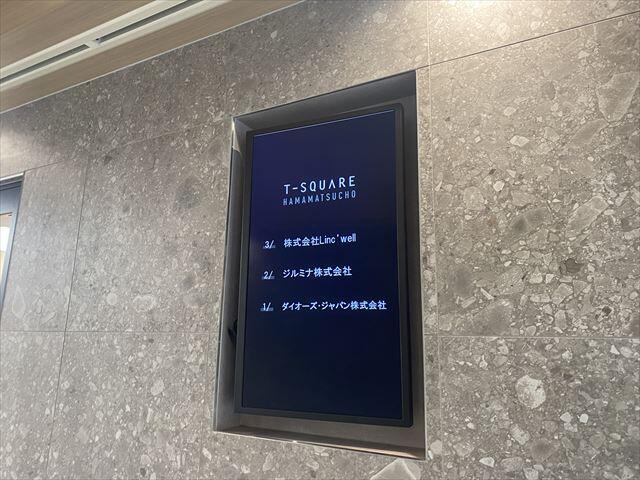 T-SQUARE
HAMAMATSUCHO
3/ 株式会社Linc'well
2/ ジルミナ株式会社
1/ ダイオーズ・ジャパン株式会社